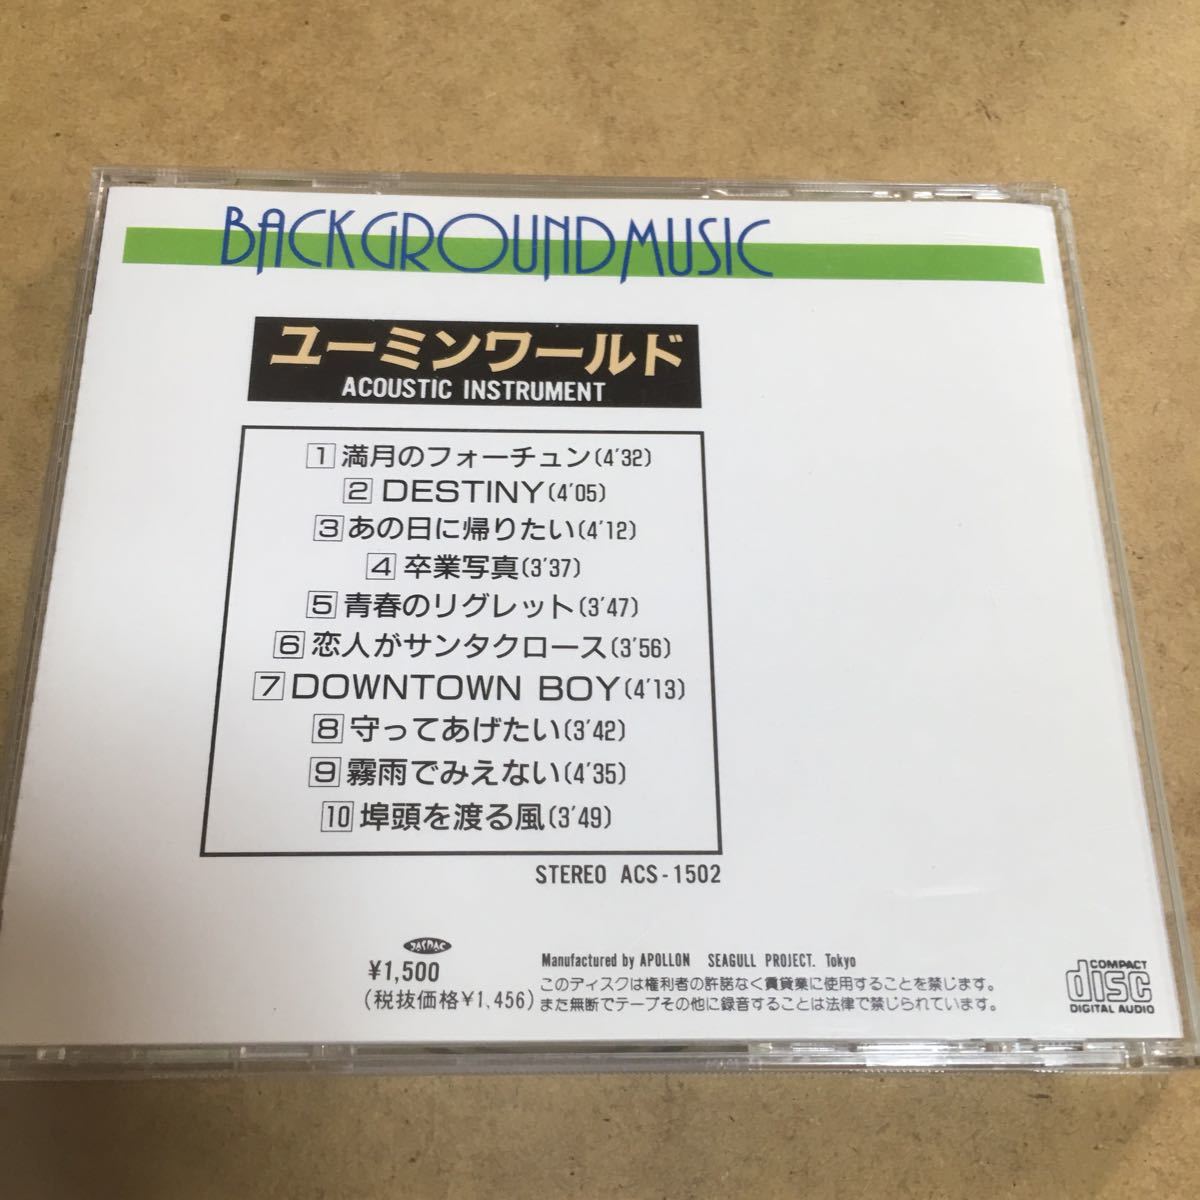 BACKGROUND MUSIC
ユーミンワールド
ACOUSTIC INSTRUMENT
1 満月のフォーチュン(4'32)
2 DESTINY(4'05)
3 あの日に帰りたい(4'12)
4 卒業写真(3'37)
5 青春のリグレット(3'47)
6 恋人がサンタクロース(3'56)
7 DOWNTOWN BOY(4'13)
8 守ってあげたい(3'42)
9 霧雨でみえない(4'35)
10 埠頭を渡る風(3'49)
STEREO ACS-1502
JASRAC
¥1,500
(税抜価格¥1,456)
Manufactured by APOLLON SEAGULL PROJECT. Tokyo
このディスクは権利者の許諾なく賃貸業に使用することを禁じます。
また無断でテープその他に録音することは法律で禁じられています。
COMPACT
disc
DIGITAL AUDIO